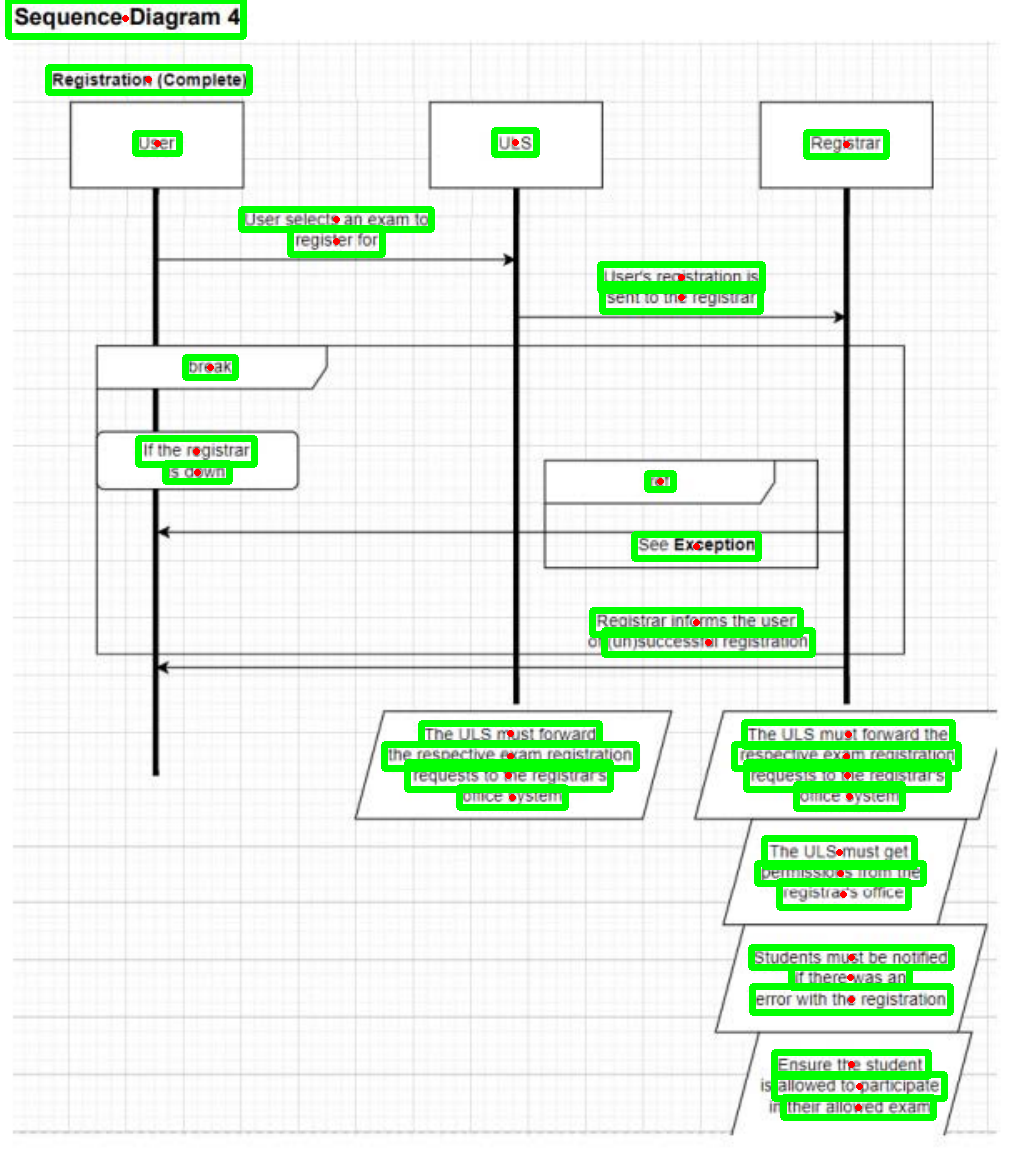 Sequence Diagram 4
Registration (Complete)
User
ULS
Registrar
User selects an exam to
register for
User's registration is
sent to the registrar
break
If the registrar
is down
ref
See Exception
Registrar informs the user
of (un)successful registration
The ULS must forward
the respective exam registration
requests to the registrar's
office system
The ULS must forward the
respective exam registration
requests to the registrar's
office system
The ULS must get
permissions from the
registrar's office
Students must be notified
if there was an
error with the registration
Ensure the student
is allowed to participate
in their allowed exam